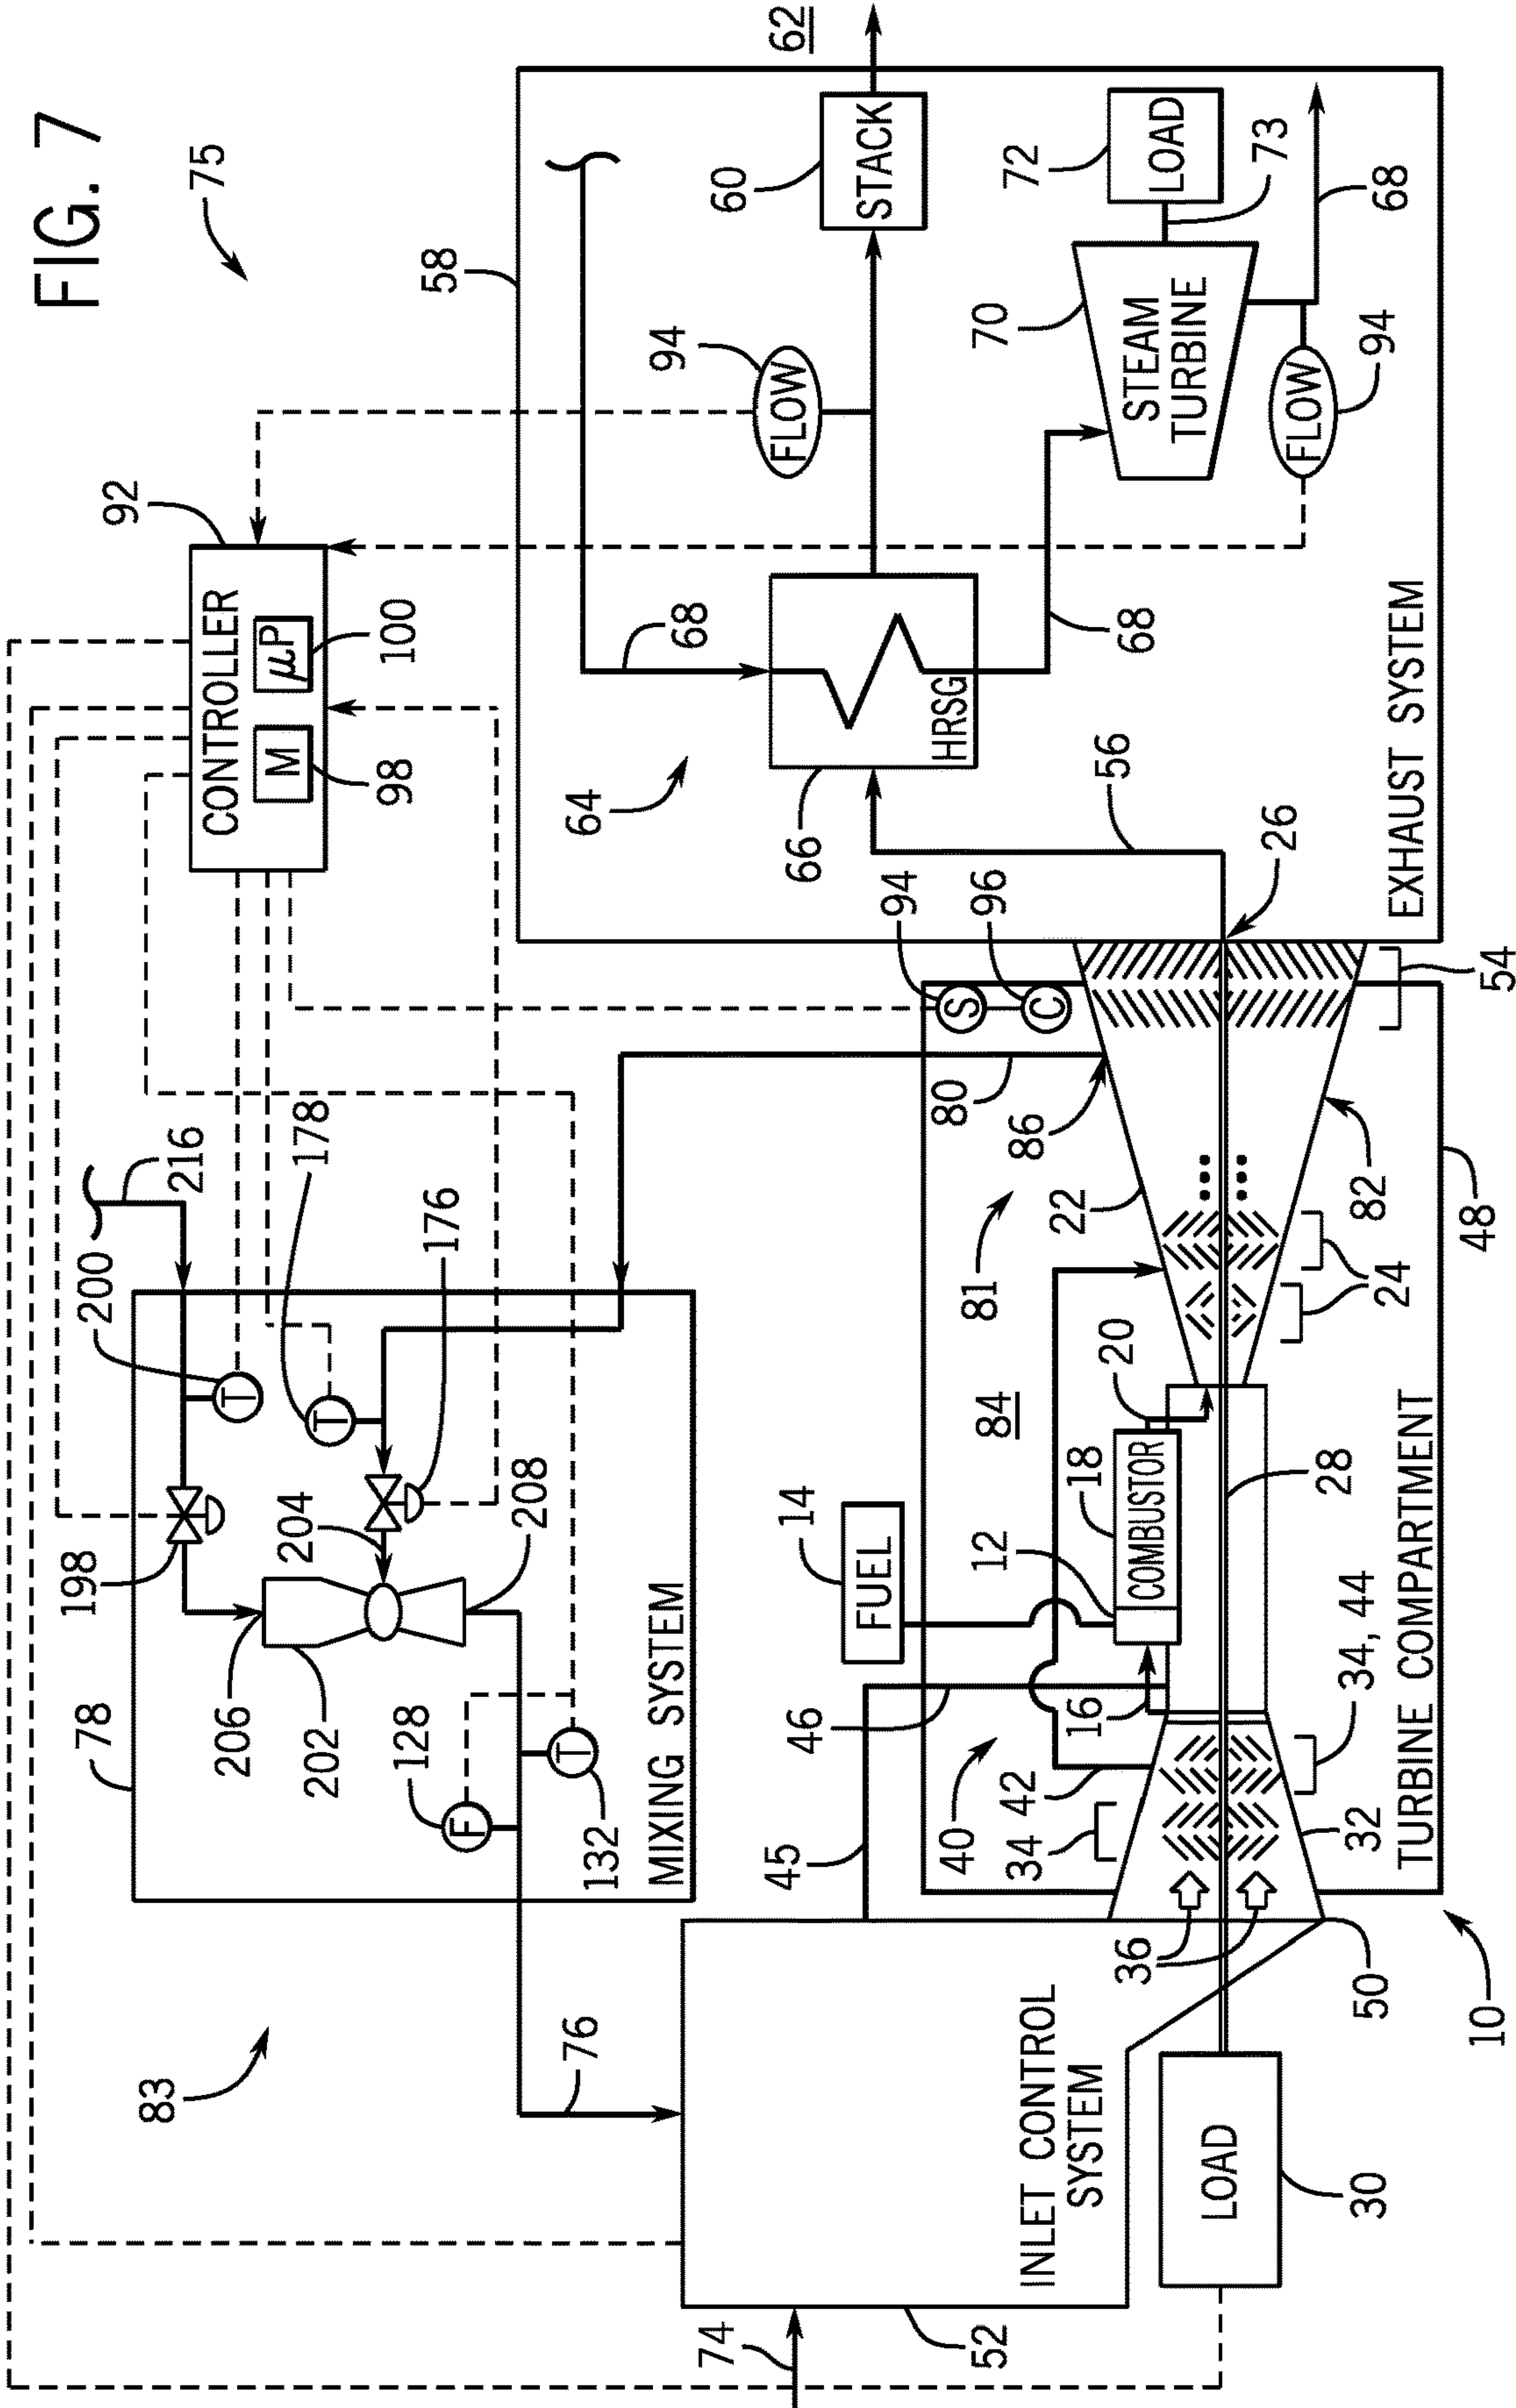 FIG. 7
75
83
92
CONTROLLER
M
μP
98
100
78
206
202
198
200
216
204
178
176
208
128
F
T
T
T
132
MIXING SYSTEM
76
74
52
INLET CONTROL
SYSTEM
LOAD
30
10
50
36
45
46
40
42
34
32
34, 44
16
12
14
FUEL
18
COMBUSTOR
20
84
81
28
22
24
82
86
80
48
TURBINE COMPARTMENT
94
S
96
C
54
26
56
58
64
66
HRSG
68
68
FLOW
94
60
STACK
62
70
STEAM
TURBINE
72
LOAD
73
68
FLOW
94
EXHAUST SYSTEM